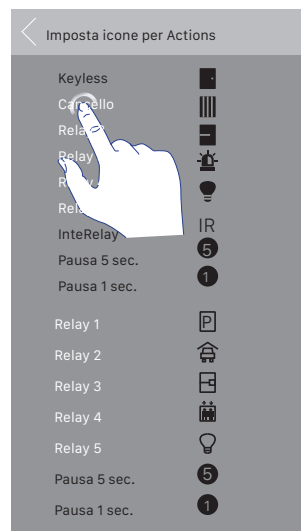 Imposta icone per Actions
Keyless
Cancello
Relay
Relay
InteRelay IR
Pausa 5 sec. 5
Pausa 1 sec. 1
Relay 1 P
Relay 2
Relay 3
Relay 4
Relay 5
Pausa 5 sec. 5
Pausa 1 sec. 1